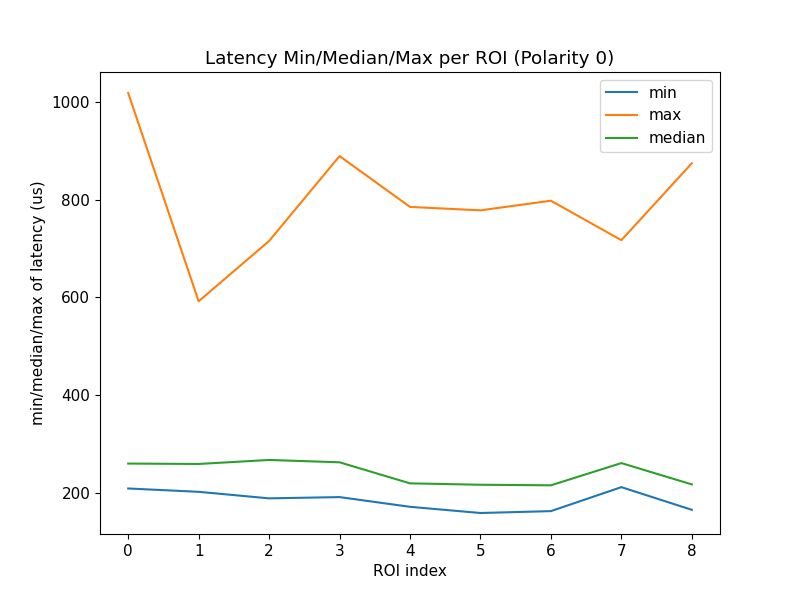 Latency Min/Median/Max per ROI (Polarity 0)
min
max
median
min/median/max of latency (us)
1000
800
600
400
200
0 1 2 3 4 5 6 7 8
ROI index